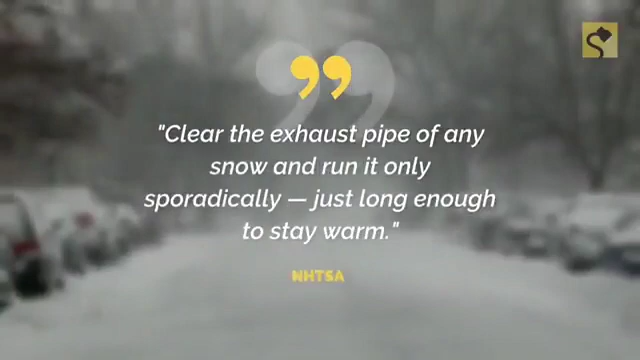 "Clear the exhaust pipe of any
snow and run it only
sporadically — just long enough
to stay warm."
NHTSA